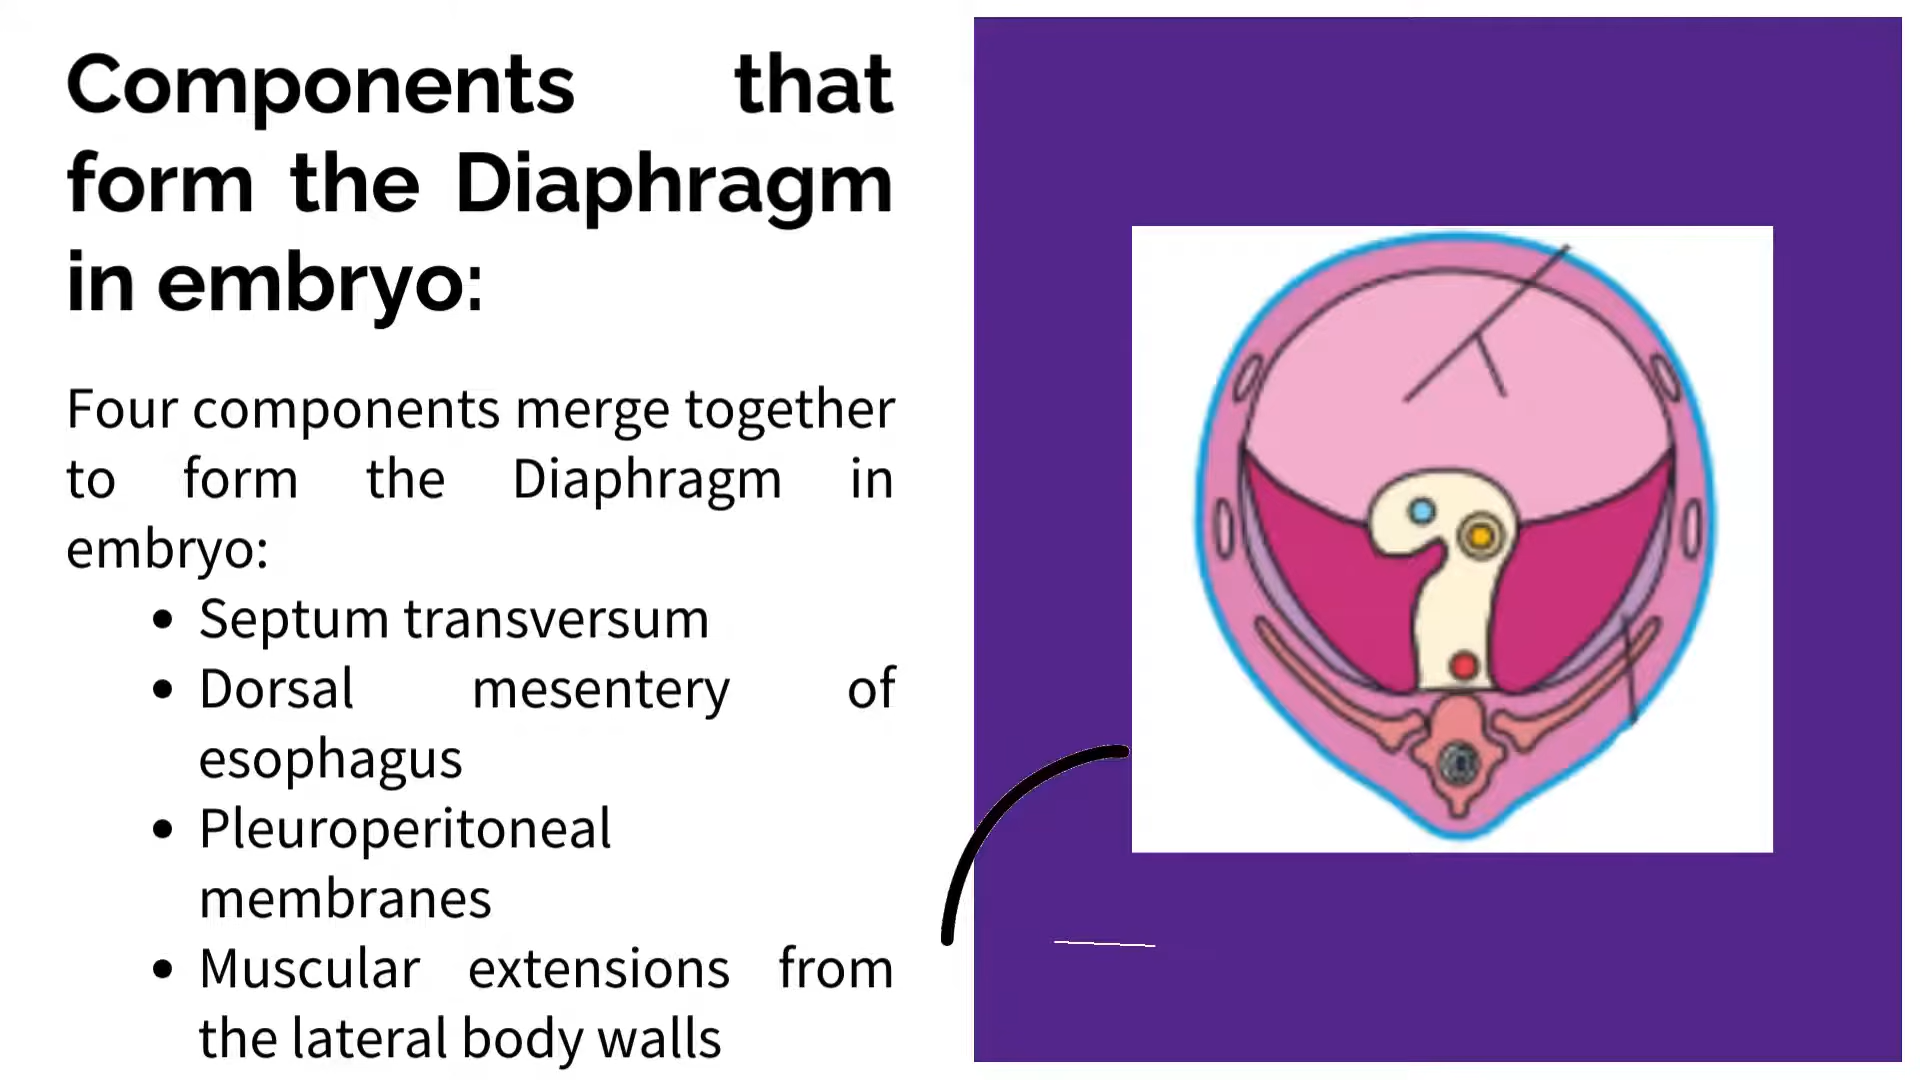 Components that
form the Diaphragm
in embryo:
Four components merge together
to form the Diaphragm in
embryo:
• Septum transversum
• Dorsal mesentery of
esophagus
• Pleuroperitoneal
membranes
• Muscular extensions from
the lateral body walls